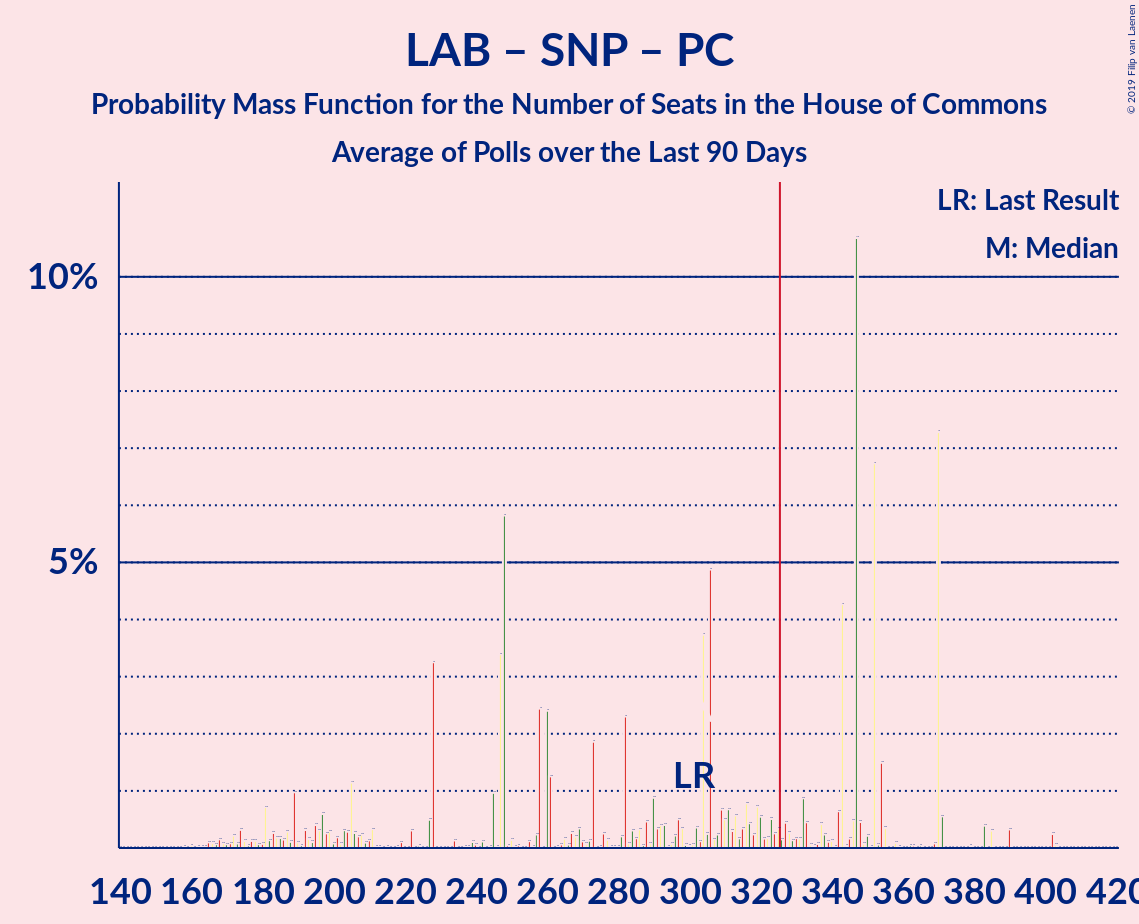 LAB – SNP – PC
Probability Mass Function for the Number of Seats in the House of Commons
Average of Polls over the Last 90 Days
© 2019 Filip van Laenen
LR: Last Result
M: Median
10%
5%
LR
140 160 180 200 220 240 260 280 300 320 340 360 380 400 420